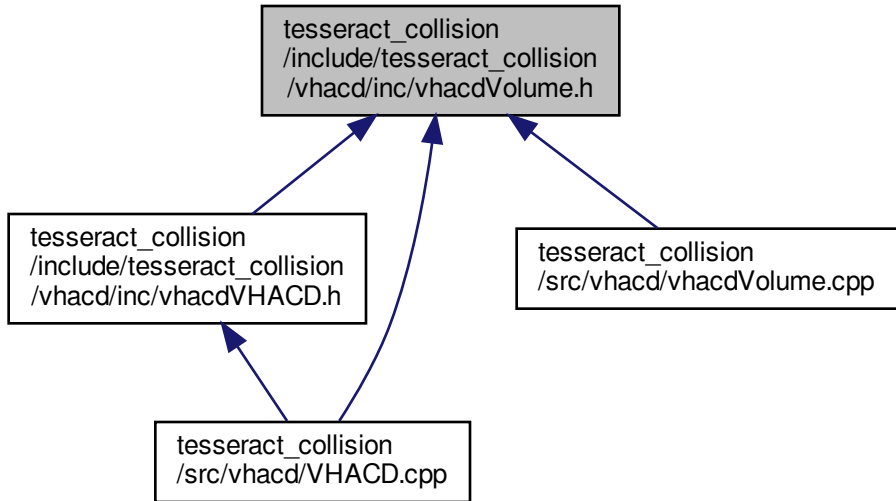 tesseract_collision
/include/tesseract_collision
/vhacd/inc/vhacdVolume.h
tesseract_collision
/include/tesseract_collision
/vhacd/inc/vhacdVHACD.h
tesseract_collision
/src/vhacd/vhacdVolume.cpp
tesseract_collision
/src/vhacd/VHACD.cpp